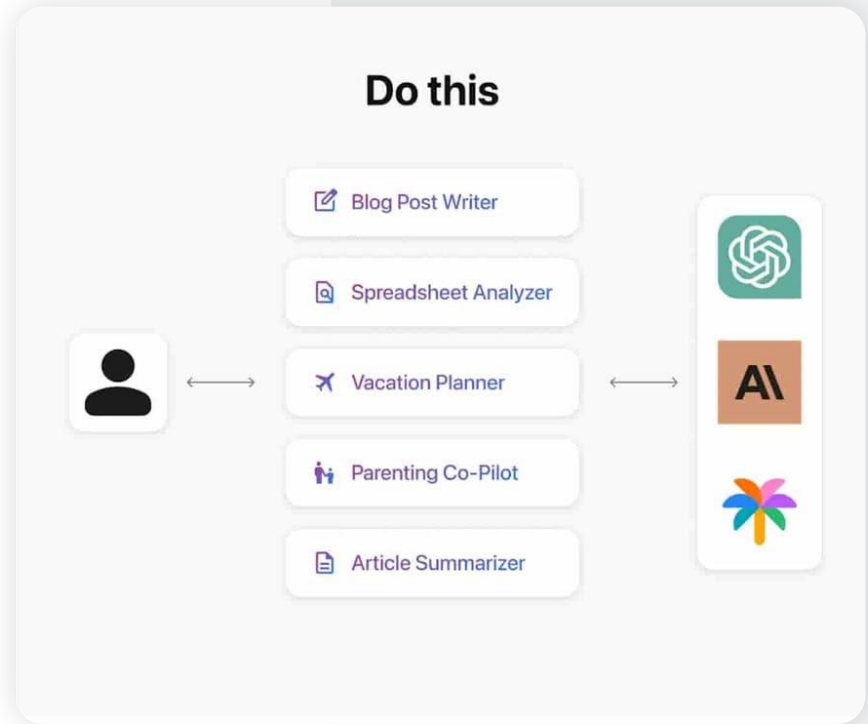 Do this
Blog Post Writer
Spreadsheet Analyzer
Vacation Planner
Parenting Co-Pilot
Article Summarizer
A\